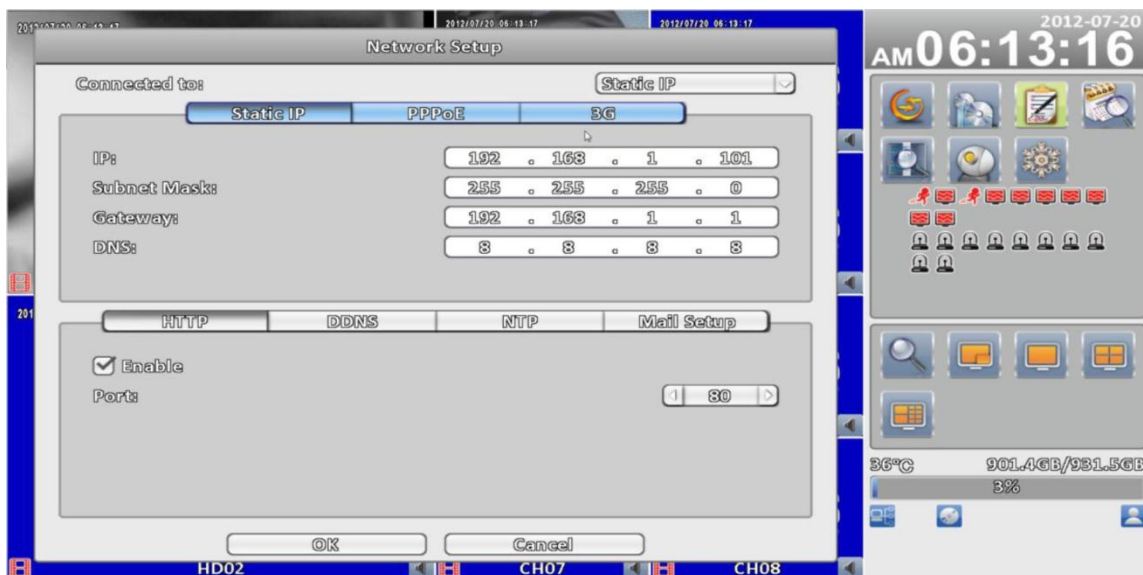 2012/07/20 06:13:17
2012/07/20 06:13:17
2012-07-20
AM 06:13:16
Network Setup
Connected to: Static IP
Static IP PPPoE 3G
IP: 192 . 168 . 1 . 101
Subnet Mask: 255 . 255 . 255 . 0
Gateway: 192 . 168 . 1 . 1
DNS: 8 . 8 . 8 . 8
201
HTTP DDNS NTP Mail Setup
Enable
Port: 80
36°C 901.4GB/931.5GB
3%
OK Cancel
HD02 CH07 CH08